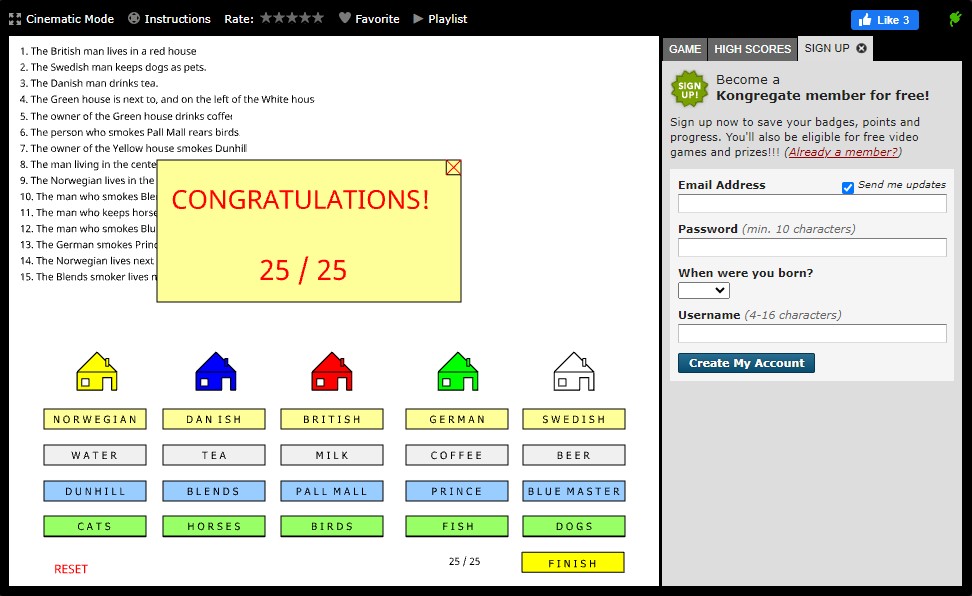 Cinematic Mode Instructions Rate: Favorite Playlist Like 3
1. The British man lives in a red house
2. The Swedish man keeps dogs as pets.
3. The Danish man drinks tea.
4. The Green house is next to, and on the left of the White hous
5. The owner of the Green house drinks coffe
6. The person who smokes Pall Mall rears birds
7. The owner of the Yellow house smokes Dunhil
8. The man living in the cente
9. The Norwegian lives in the
10. The man who smokes Ble
11. The man who keeps horse
12. The man who smokes Blu
13. The German smokes Princ
14. The Norwegian lives next
15. The Blends smoker lives n
CONGRATULATIONS!
25 / 25
NORWEGIAN DANISH BRITISH GERMAN SWEDISH
WATER TEA MILK COFFEE BEER
DUNHILL BLENDS PALL MALL PRINCE BLUE MASTER
CATS HORSES BIRDS FISH DOGS
RESET 25 / 25 FINISH
GAME HIGH SCORES SIGN UP
SIGN UP!
Become a
Kongregate member for free!
Sign up now to save your badges, points and
progress. You'll also be eligible for free video
games and prizes!!! (Already a member?)
Email Address Send me updates
Password (min. 10 characters)
When were you born?
Username (4-16 characters)
Create My Account